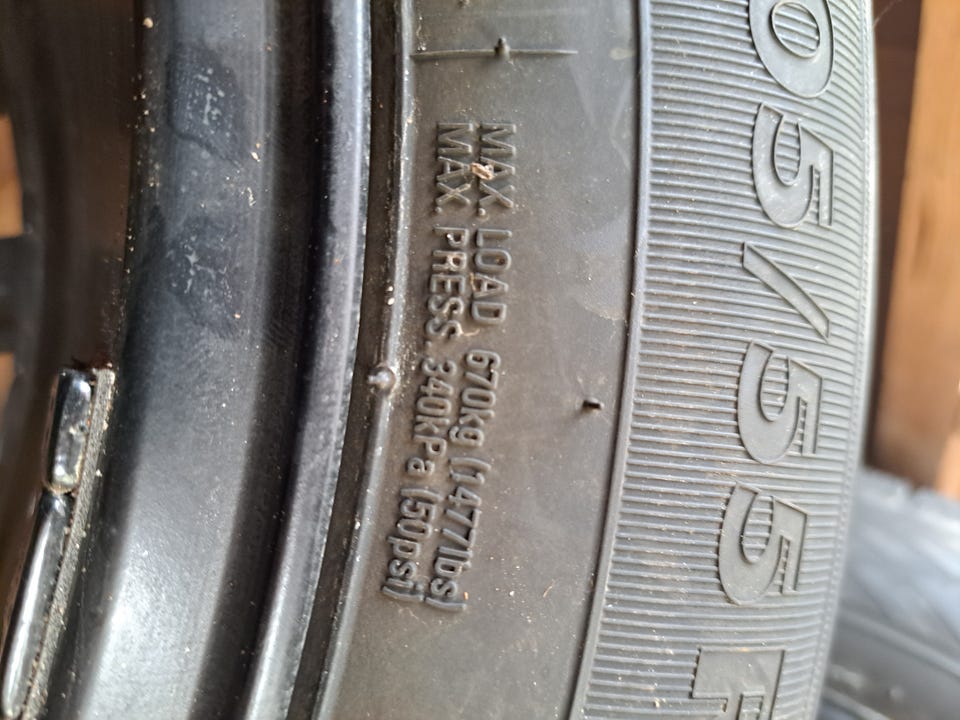 05/55 R
MAX. LOAD 670kg (1477lbs)
MAX. PRESS.340KPa (50psi)